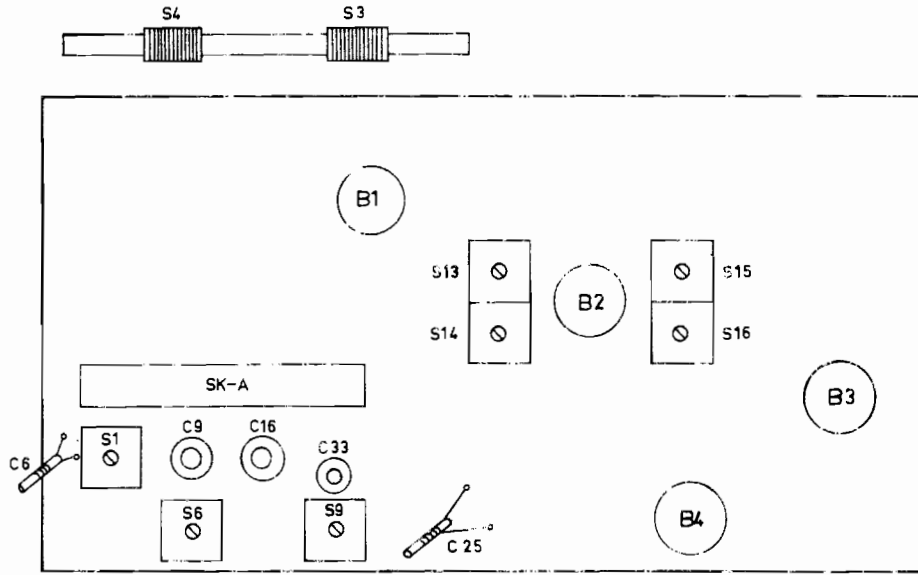 S4 S3
B1
S13 S15
B2
S14 S16
SK-A
B3
C9 C16
S1
C33
C6
S6 S9
B4
C25